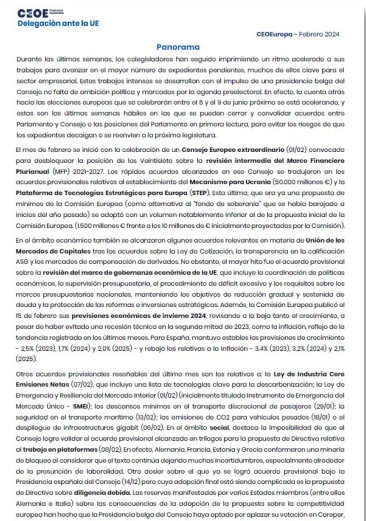 CEOE
Delegación ante la UE
CEOEuropa - Febrero 2024
Panorama
Durante las últimas semanas, los colegisladores han seguido imprimiendo un ritmo acelerado a sus
trabajos para avanzar en el mayor número de expedientes pendientes, muchos de ellos clave para el
sector empresarial. Estos trabajos intensos se desarrollan con el impulso de una presidencia belga del
Consejo no falta de ambición política y marcados por la agenda preelectoral. En efecto, la cuenta atrás
hacia las elecciones europeas que se celebrarán entre el 6 y el 9 de junio próximo se está acelerando, y
estas son las últimas semanas hábiles en las que se pueden cerrar y convalidar acuerdos entre
Parlamento y Consejo o las posiciones del Parlamento en primera lectura, para evitar los riesgos de que
los expedientes decaigan o se reenvíen a la próxima legislatura.
El mes de febrero se inició con la celebración de un Consejo Europeo extraordinario (01/02) convocado
para desbloquear la posición de los Veintisiete sobre la revisión intermedia del Marco Financiero
Plurianual (MFP) 2021-2027. Los rápidos acuerdos alcanzados en ese Consejo se tradujeron en los
acuerdos provisionales relativos al establecimiento del Mecanismo para Ucrania (50.000 millones €) y la
Plataforma de Tecnologías Estratégicas para Europa (STEP). Esta última, que era ya una propuesta de
mínimos de la Comisión Europea (como alternativa al "fondo de soberanía" que se había barajado a
inicios del año pasado) se adoptó con un volumen notablemente inferior al de la propuesta inicial de la
Comisión Europea. (1.500 millones € frente a los 10 millones de € inicialmente proyectados por la Comisión).
En el ámbito económico también se alcanzaron algunos acuerdos relevantes en materia de Unión de los
Mercados de Capitales tras los acuerdos sobre la Ley de Cotización, la transparencia en la calificación
ASG y los mercados de compensación de derivados. No obstante, el mayor hito fue el acuerdo provisional
sobre la revisión del marco de gobernanza económica de la UE, que incluye la coordinación de políticas
económicas, la supervisión presupuestaria, el procedimiento de déficit excesivo y los requisitos sobre los
marcos presupuestarios nacionales, manteniendo los objetivos de reducción gradual y sostenida de
deuda y la protección de las reformas e inversiones estratégicas. Además, la Comisión Europea publicó el
15 de febrero sus previsiones económicas de invierno 2024, revisando a la baja tanto el crecimiento, a
pesar de haber evitado una recesión técnica en la segunda mitad de 2023, como la inflación, reflejo de la
tendencia registrada en los últimos meses. Para España, mantuvo estables las previsiones de crecimiento
- 2,5% (2023), 1,7% (2024) y 2,0% (2025) - y rebajó las relativas a la inflación - 3.4% (2023), 3,2% (2024) y 2,1%
(2025).
Otros acuerdos provisionales reseñables del último mes son los relativos a: la Ley de Industria Cero
Emisiones Netas (07/02), que incluye una lista de tecnologías clave para la descarbonización; la Ley de
Emergencia y Resiliencia del Mercado Interior (01/02) (inicialmente titulada Instrumento de Emergencia del
Mercado Único - SMEI); los descansos mínimos en el transporte discrecional de pasajeros (29/01); la
seguridad en el transporte marítimo (13/02); las emisiones de CO2 para vehículos pesados (18/01) o el
despliegue de infraestructuras gigabit (06/02). En el ámbito social, destaca la imposibilidad de que el
Consejo logre validar el acuerdo provisional alcanzado en trílogos para la propuesta de Directiva relativa
al trabajo en plataformas (08/02). En efecto, Alemania, Francia, Estonia y Grecia conformaron una minoría
de bloqueo al considerar que el texto continúa dejando muchas incertidumbres, especialmente alrededor
de la presunción de laboralidad. Otro dosier sobre el que ya se logró acuerdo provisional bajo la
Presidencia española del Consejo (14/12) pero cuya adopción final está siendo complicada es la propuesta
de Directiva sobre diligencia debida. Las reservas manifestadas por varios Estados miembros (entre ellos
Alemania e Italia) sobre las consecuencias de la adopción de la propuesta sobre la competitividad
europea han hecho que la Presidencia belga del Consejo haya optado por aplazar su votación en Coreper,